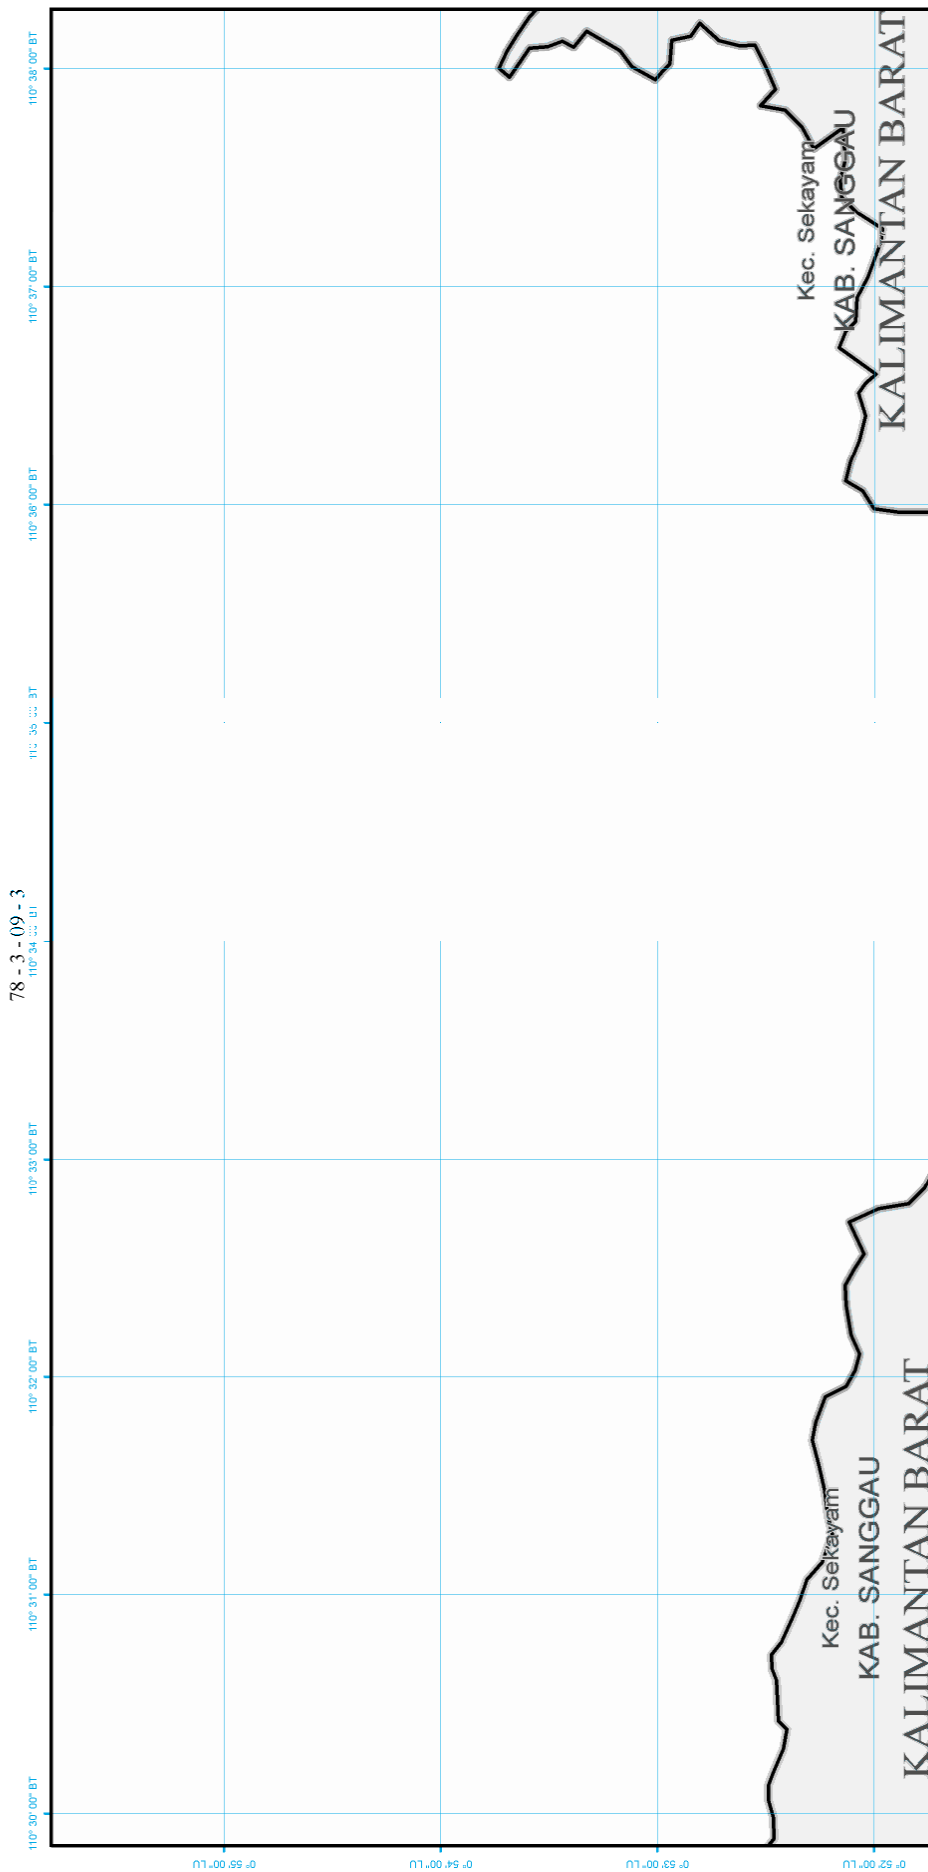 78 - 3 - 09 - 3
110° 30' 00" BT
110° 31' 00" BT
110° 32' 00" BT
110° 33' 00" BT
110° 34
110° 36' 00" BT
110° 37' 00" BT
110° 38' 00" BT
0° 55' 00" LU
0° 54' 00" LU
0° 53' 00" LU
0° 52' 00" LU
Kec. Sekayam
KAB. SANGGAU
KALIMANTAN BARAT
Kec. Sekayam
KAB. SANGGAU
KALIMANTAN BARAT